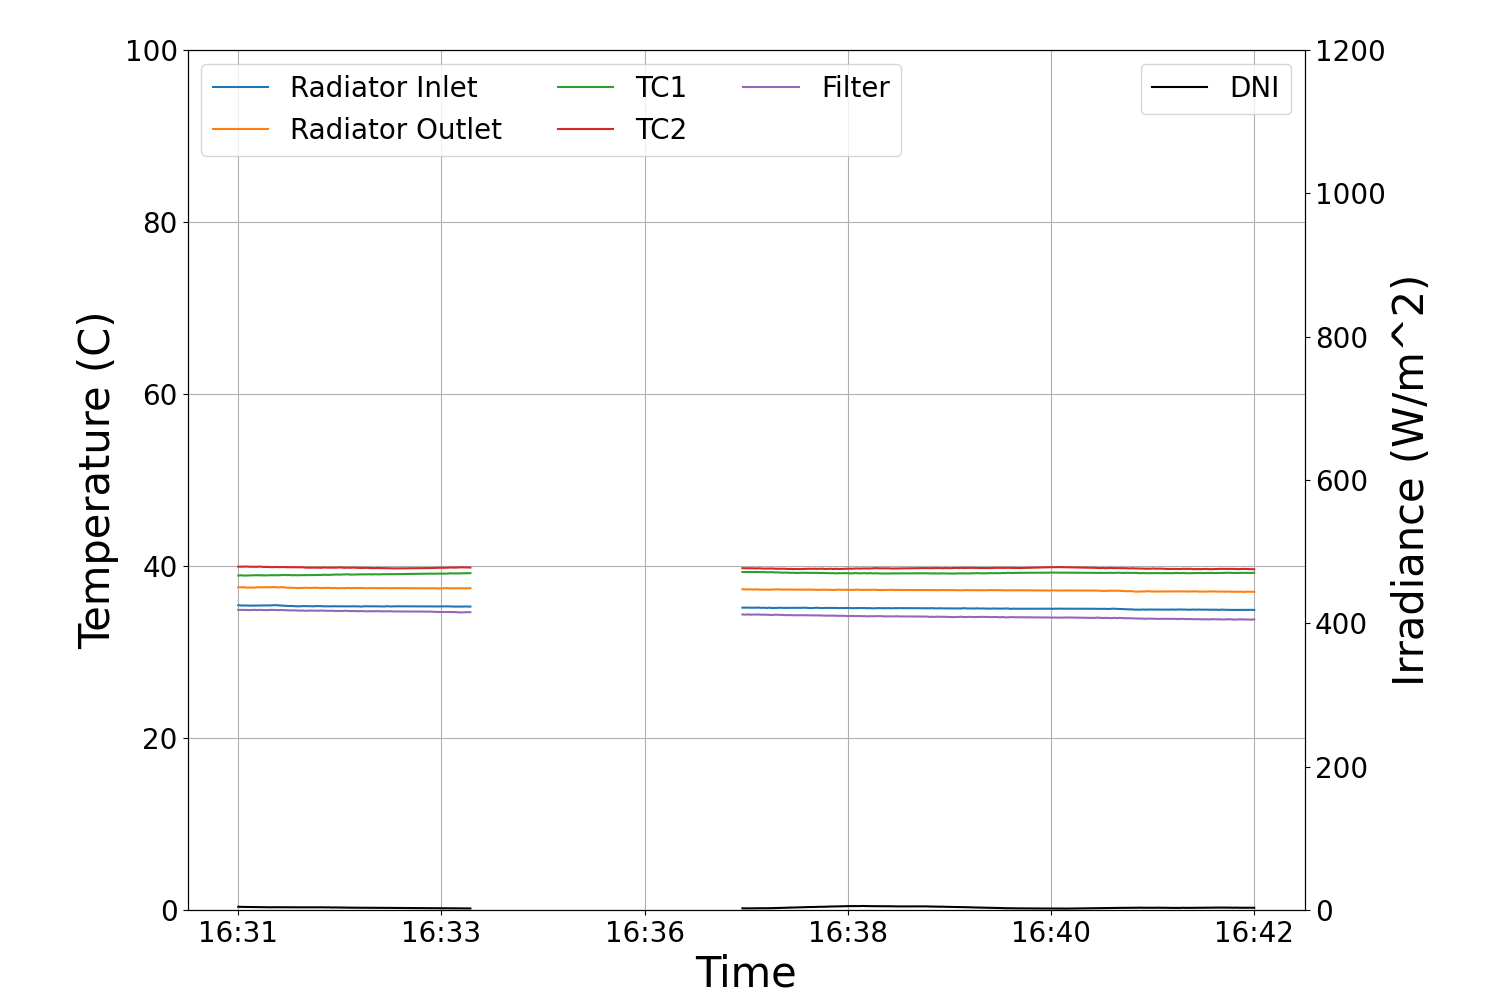 Radiator Inlet
Radiator Outlet
TC1
TC2
Filter
DNI
Temperature (C)
100
80
60
40
20
0
Irradiance (W/m^2)
1200
1000
800
600
400
200
0
16:31 16:33 16:36 16:38 16:40 16:42
Time